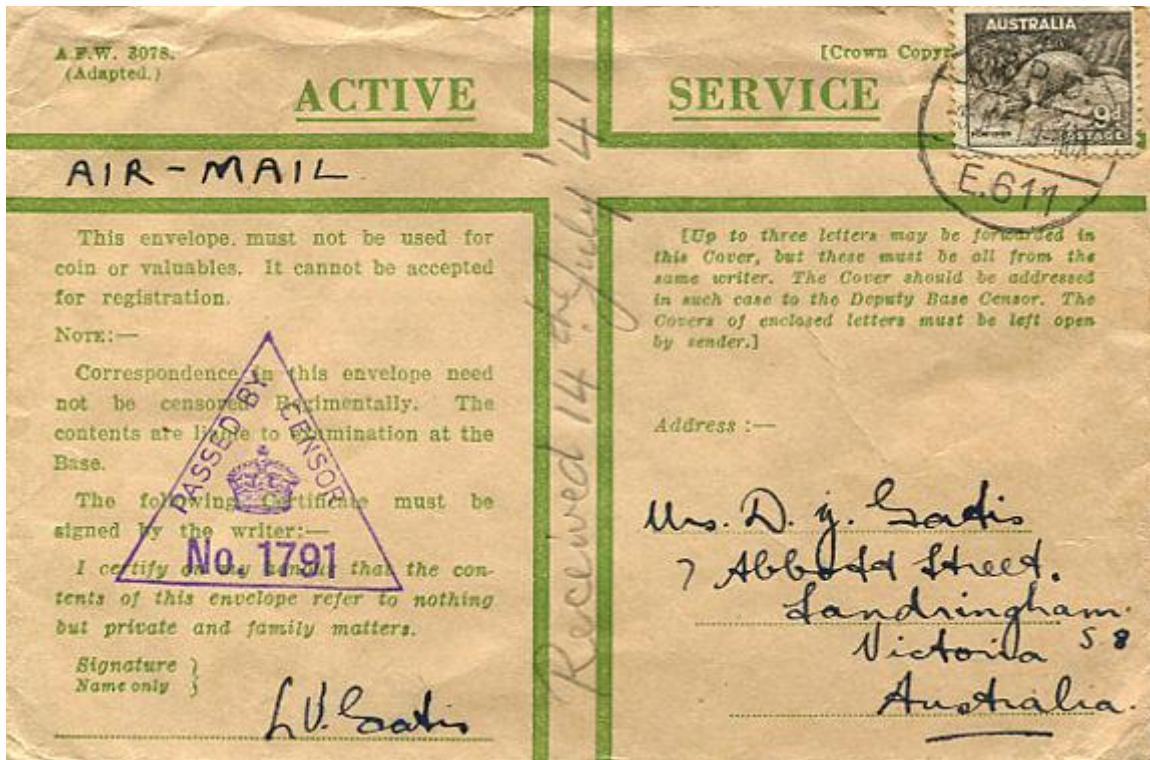 A.F.W. 3078.
(Adapted.)
ACTIVE
[Crown Copyr
SERVICE
AUSTRALIA
9d
POSTAGE
E.611
AIR-MAIL
This envelope must not be used for
coin or valuables. It cannot be accepted
for registration.
NOTE:—
Correspondence in this envelope need
not be censored Regimentally. The
contents are liable to examination at the
Base.
The following Certificate must be
signed by the writer:—
I certify on my honour that the con-
tents of this envelope refer to nothing
but private and family matters.
Signature }
Name only }
L.V. Gatis
PASSED BY CENSOR
No. 1791
Received 14th July '41
[Up to three letters may be forwarded in
this Cover, but these must be all from the
same writer. The Cover should be addressed
in such case to the Deputy Base Censor. The
Covers of enclosed letters must be left open
by sender.]
Address :—
Mrs. D. J. Gatis
7 Abbott Street.
Sandringham.
Victoria S 8
Australia.